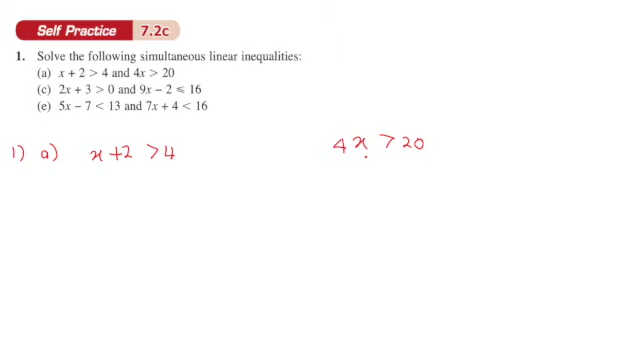 Self Practice 7.2c
1. Solve the following simultaneous linear inequalities:
(a) x + 2 > 4 and 4x > 20
(c) 2x + 3 > 0 and 9x − 2 ⩽ 16
(e) 5x − 7 < 13 and 7x + 4 < 16
1) a) x + 2 > 4 4x > 20